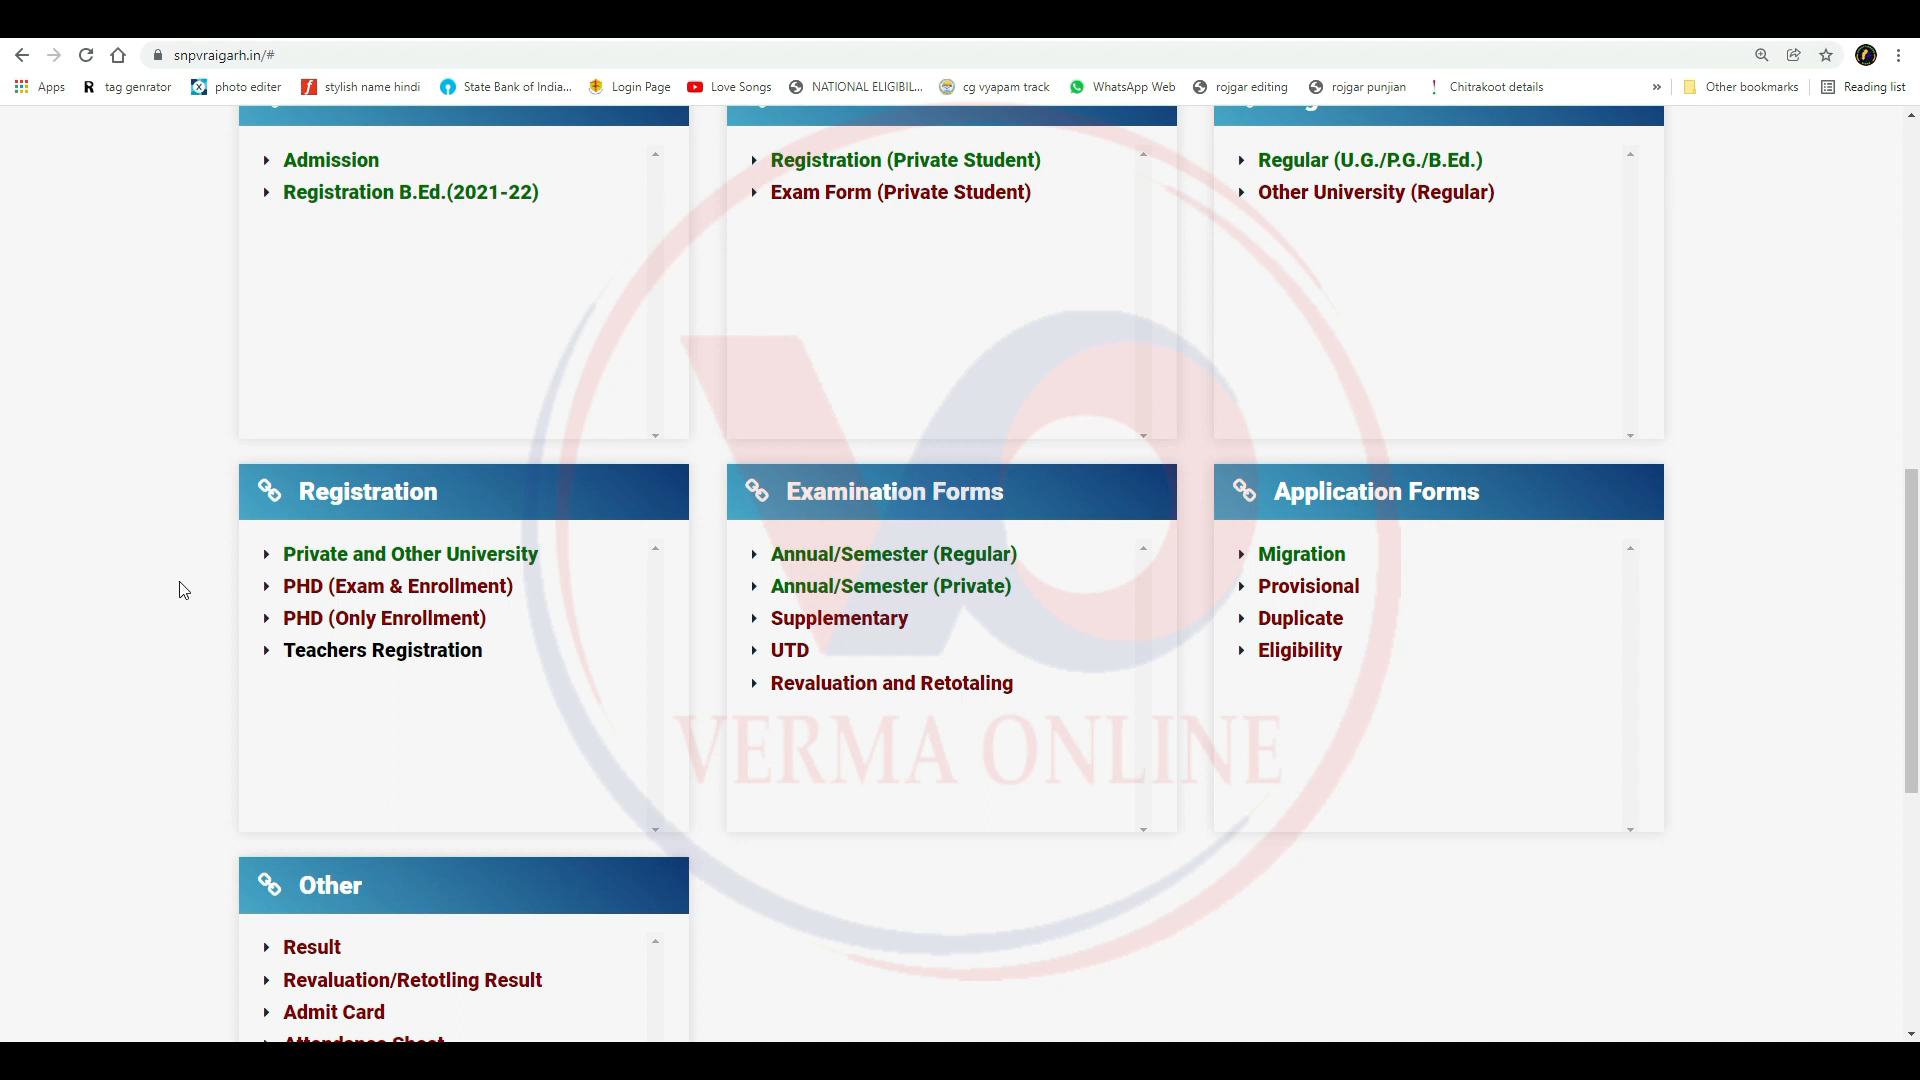 snpvraigarh.in/#
Apps
tag genrator
photo editer
stylish name hindi
State Bank of India...
Login Page
Love Songs
NATIONAL ELIGIBIL...
cg vyapam track
WhatsApp Web
rojgar editing
rojgar punjian
Chitrakoot details
»
Other bookmarks
Reading list
Admission
Registration B.Ed.(2021-22)
Registration (Private Student)
Exam Form (Private Student)
Regular (U.G./P.G./B.Ed.)
Other University (Regular)
Registration
Private and Other University
PHD (Exam & Enrollment)
PHD (Only Enrollment)
Teachers Registration
Examination Forms
Annual/Semester (Regular)
Annual/Semester (Private)
Supplementary
UTD
Revaluation and Retotaling
Application Forms
Migration
Provisional
Duplicate
Eligibility
VO
VERMA ONLINE
Other
Result
Revaluation/Retotling Result
Admit Card
Attendance Sheet